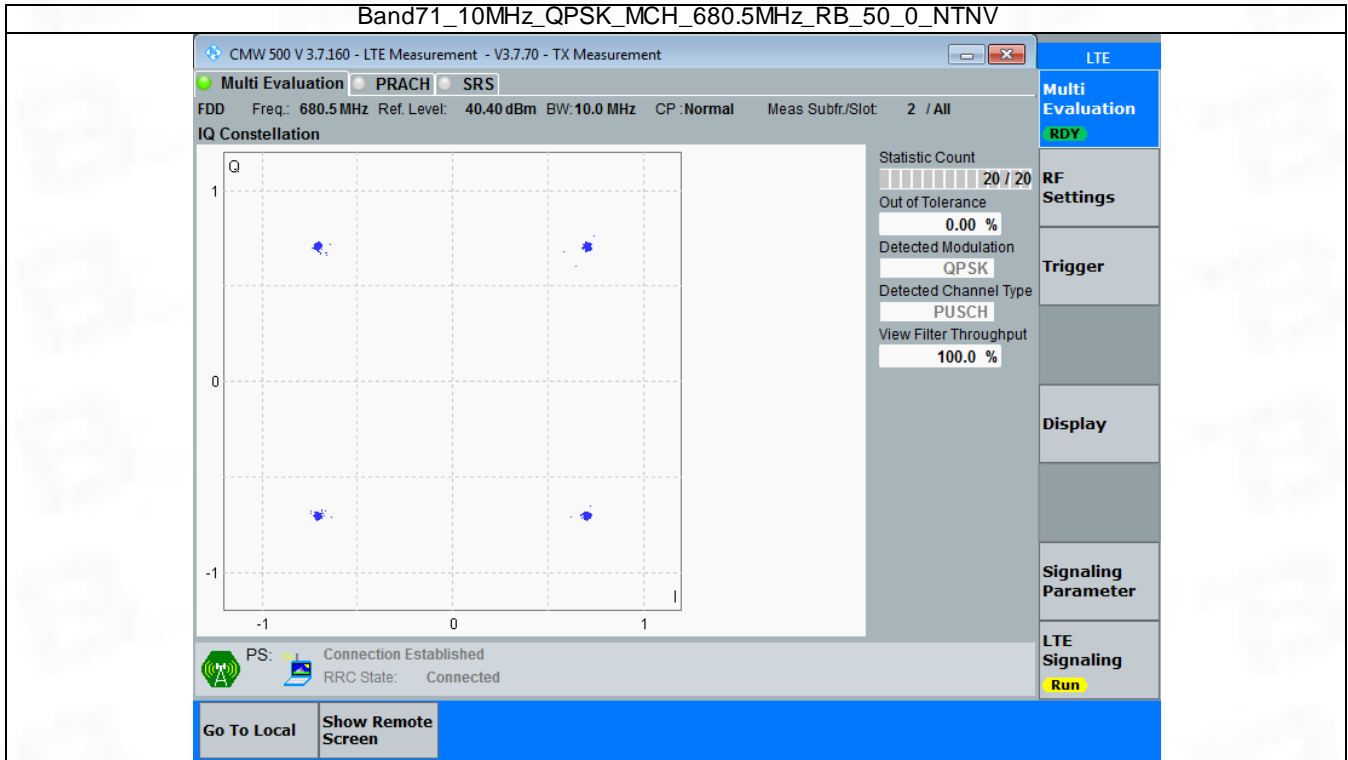 Band71_10MHz_QPSK_MCH_680.5MHz_RB_50_0_NTNV
CMW 500 V 3.7.160 - LTE Measurement - V3.7.70 - TX Measurement
LTE
Multi Evaluation PRACH SRS
FDD Freq.: 680.5 MHz Ref. Level: 40.40 dBm BW: 10.0 MHz CP : Normal Meas Subfr./Slot: 2 / All
IQ Constellation
Q
1
0
-1
I
-1 0 1
Statistic Count
20 / 20
Out of Tolerance
0.00 %
Detected Modulation
QPSK
Detected Channel Type
PUSCH
View Filter Throughput
100.0 %
Multi
Evaluation
RDY
RF
Settings
Trigger
Display
Signaling
Parameter
LTE
Signaling
Run
PS: Connection Established
RRC State: Connected
Go To Local
Show Remote
Screen